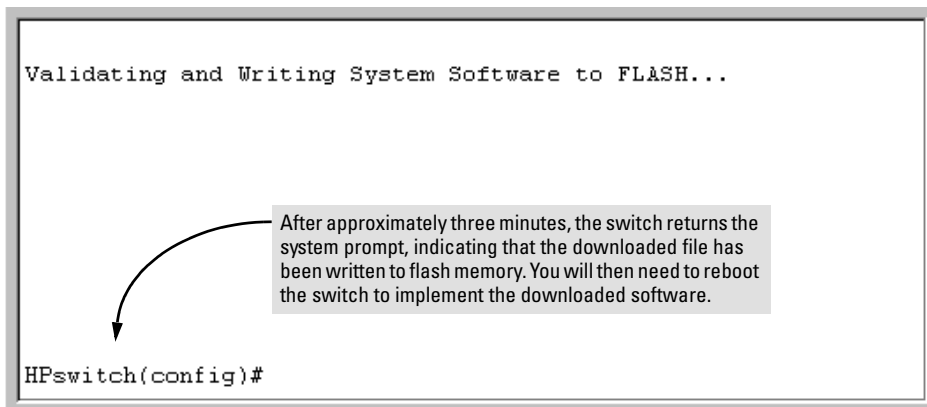 Validating and Writing System Software to FLASH...
After approximately three minutes, the switch returns the
system prompt, indicating that the downloaded file has
been written to flash memory. You will then need to reboot
the switch to implement the downloaded software.
HPswitch(config)#